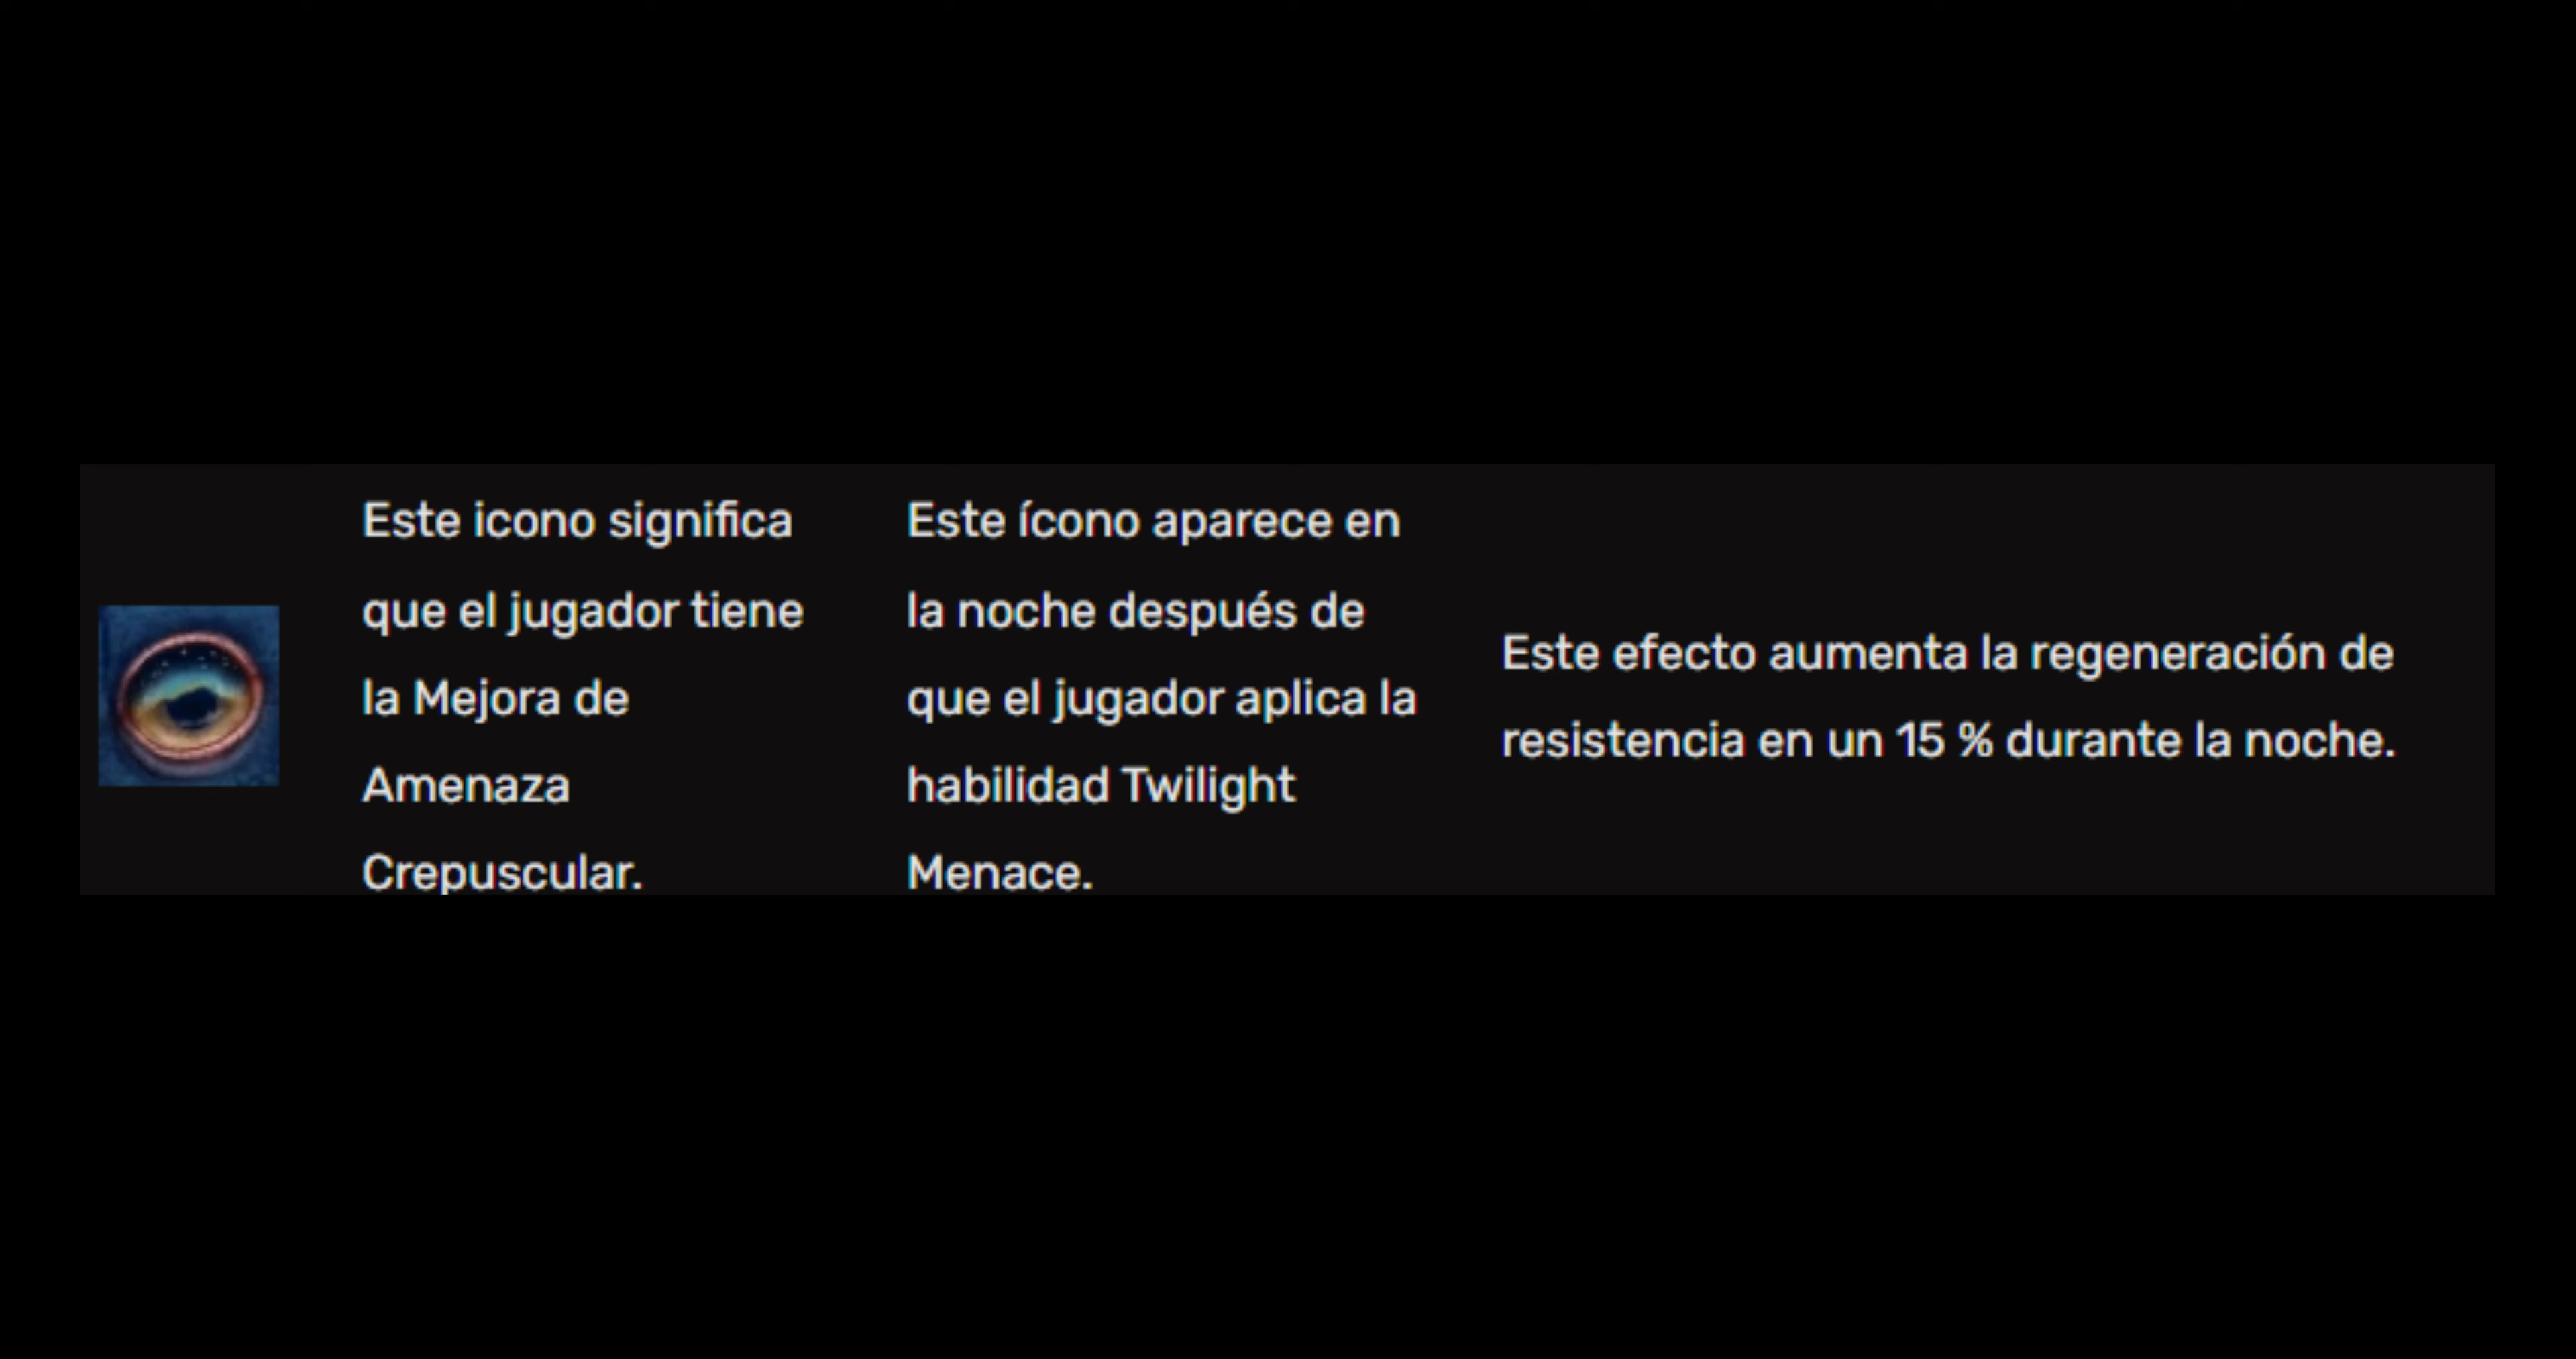 Este icono significa
que el jugador tiene
la Mejora de
Amenaza
Crepuscular.
Este ícono aparece en
la noche después de
que el jugador aplica la
habilidad Twilight
Menace.
Este efecto aumenta la regeneración de
resistencia en un 15 % durante la noche.